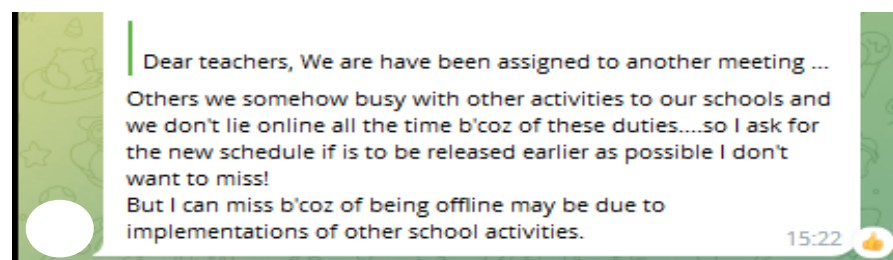 Dear teachers, We are have been assigned to another meeting ...
Others we somehow busy with other activities to our schools and
we don't lie online all the time b'coz of these duties....so I ask for
the new schedule if is to be released earlier as possible I don't
want to miss!
But I can miss b'coz of being offline may be due to
implementations of other school activities.
15:22